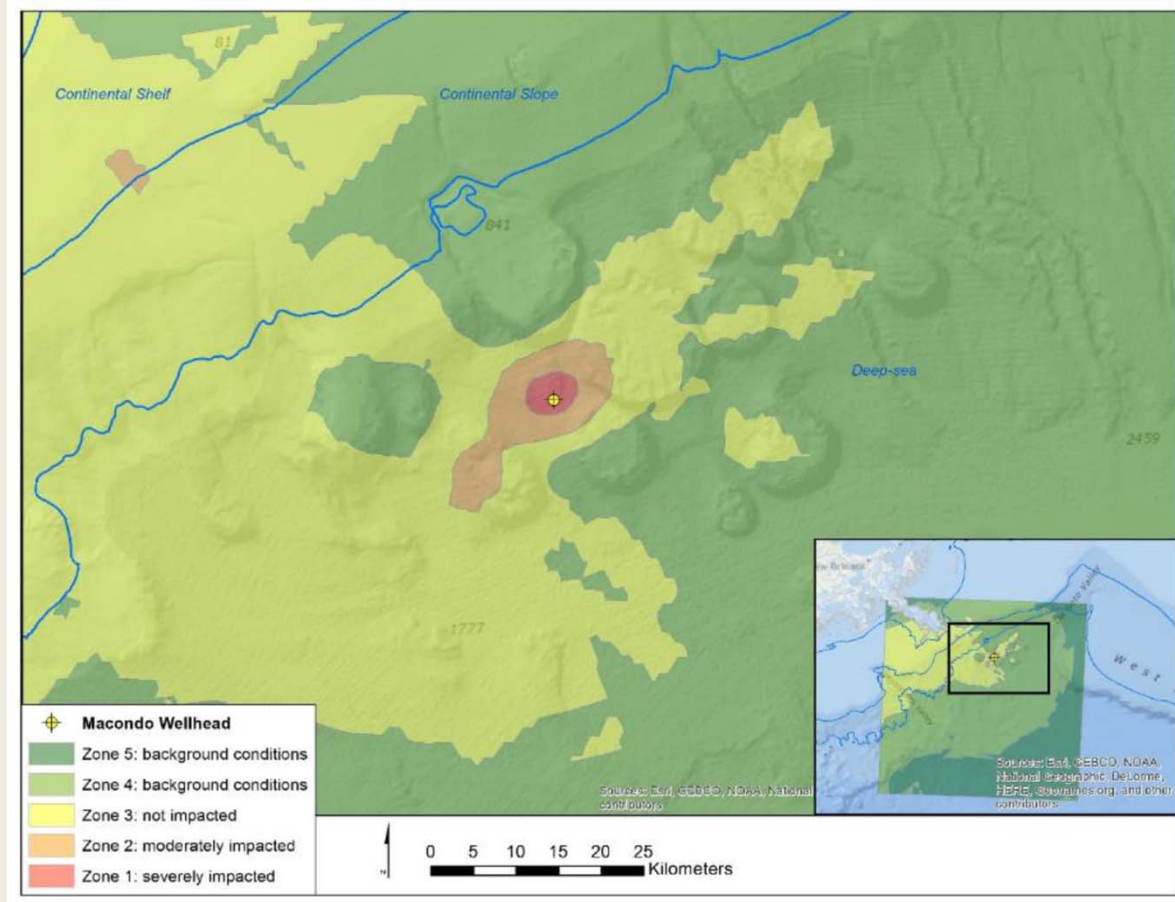 81
Continental Shelf
Continental Slope
841
Deep-sea
2459
1777
Macondo Wellhead
Zone 5: background conditions
Zone 4: background conditions
Zone 3: not impacted
Zone 2: moderately impacted
Zone 1: severely impacted
Sources: Esri, GEBCO, NOAA, National
contributors
0 5 10 15 20 25
Kilometers
Valley
West
Sources: Esri, GEBCO, NOAA,
National Geographic, DeLorme,
HERE, Geonames.org, and other
contributors